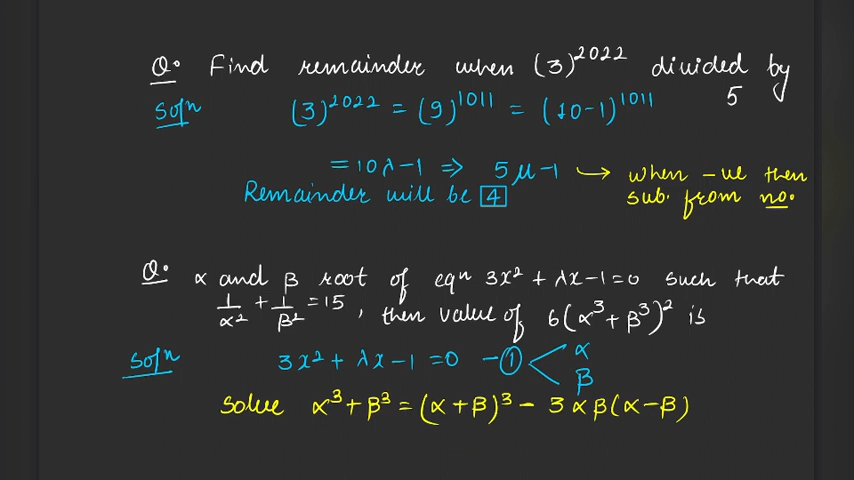 Q. Find remainder when (3)^2022 divided by 5
Soln (3)^2022 = (9)^1011 = (10-1)^1011
= 10λ-1 ⇒ 5μ-1 → when -ve then
Remainder will be 4 sub. from no.
Q. α and β root of eqn 3x² + λx-1=0 such that
1/α² + 1/β² = 15, then value of 6(α³+β³)² is
Soln 3x² + λx-1 = 0 -① < α
β
Solve α³+β³ = (α+β)³ - 3αβ(α-β)